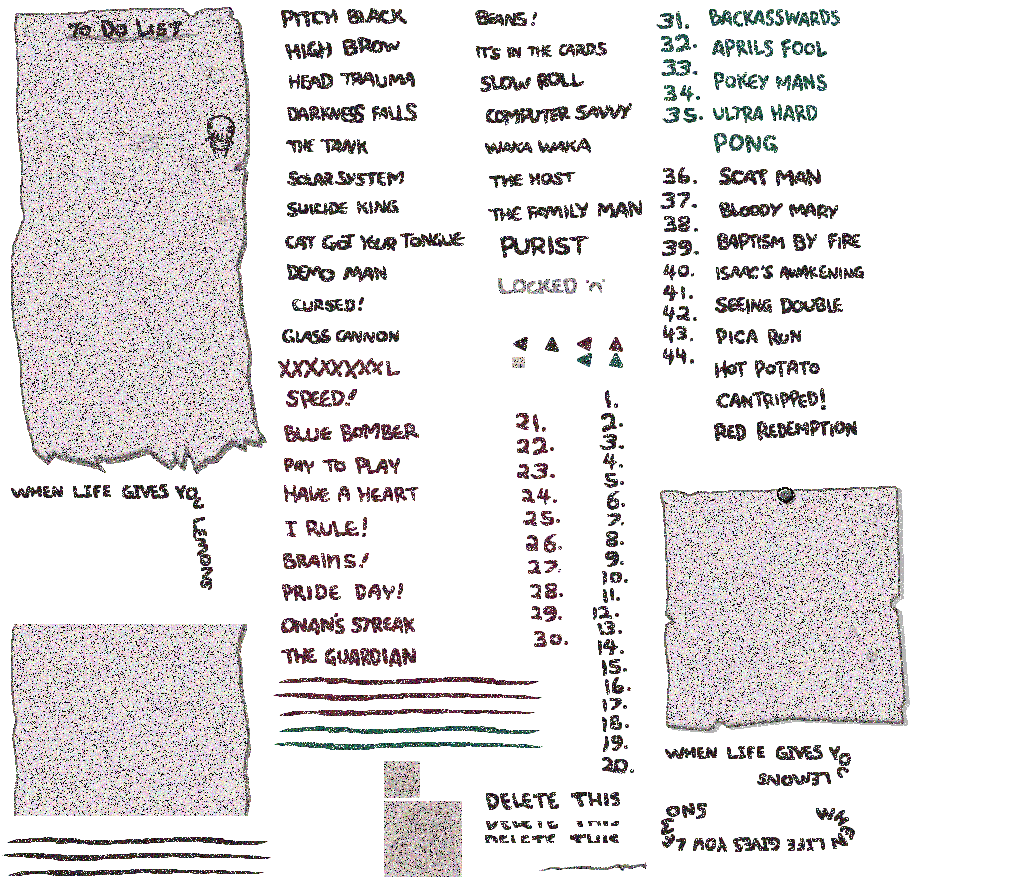 TO DO LIST
PITCH BLACK
HIGH BROW
HEAD TRAUMA
DARKNESS FALLS
THE TANK
SOLAR SYSTEM
SUICIDE KING
CAT GOT YOUR TONGUE
DEMO MAN
CURSED!
GLASS CANNON
XXXXXXXXL
SPEED!
BLUE BOMBER
PAY TO PLAY
HAVE A HEART
I RULE!
BRAINS!
PRIDE DAY!
ONAN'S STREAK
THE GUARDIAN
BEANS!
IT'S IN THE CARDS
SLOW ROLL
COMPUTER SAVVY
WAKA WAKA
THE HOST
THE FAMILY MAN
PURIST
LOCKED
21.
22.
23.
24.
25.
26.
27.
28.
29.
30.
1.
2.
3.
4.
5.
6.
7.
8.
9.
10.
11.
12.
13.
14.
15.
16.
17.
18.
19.
20.
31.
32.
33.
34.
35.
36.
37.
38.
39.
40.
41.
42.
43.
44.
BACKASSWARDS
APRILS FOOL
POKEY MANS
ULTRA HARD
PONG
SCAT MAN
BLOODY MARY
BAPTISM BY FIRE
ISAAC'S AWAKENING
SEEING DOUBLE
PICA RUN
HOT POTATO
CANTRIPPED!
RED REDEMPTION
WHEN LIFE GIVES YOU LEMONS
WHEN LIFE GIVES YOU LEMONS
WHEN LIFE GIVES YOU LEMONS
DELETE THIS
DELETE THIS
DELETE THIS